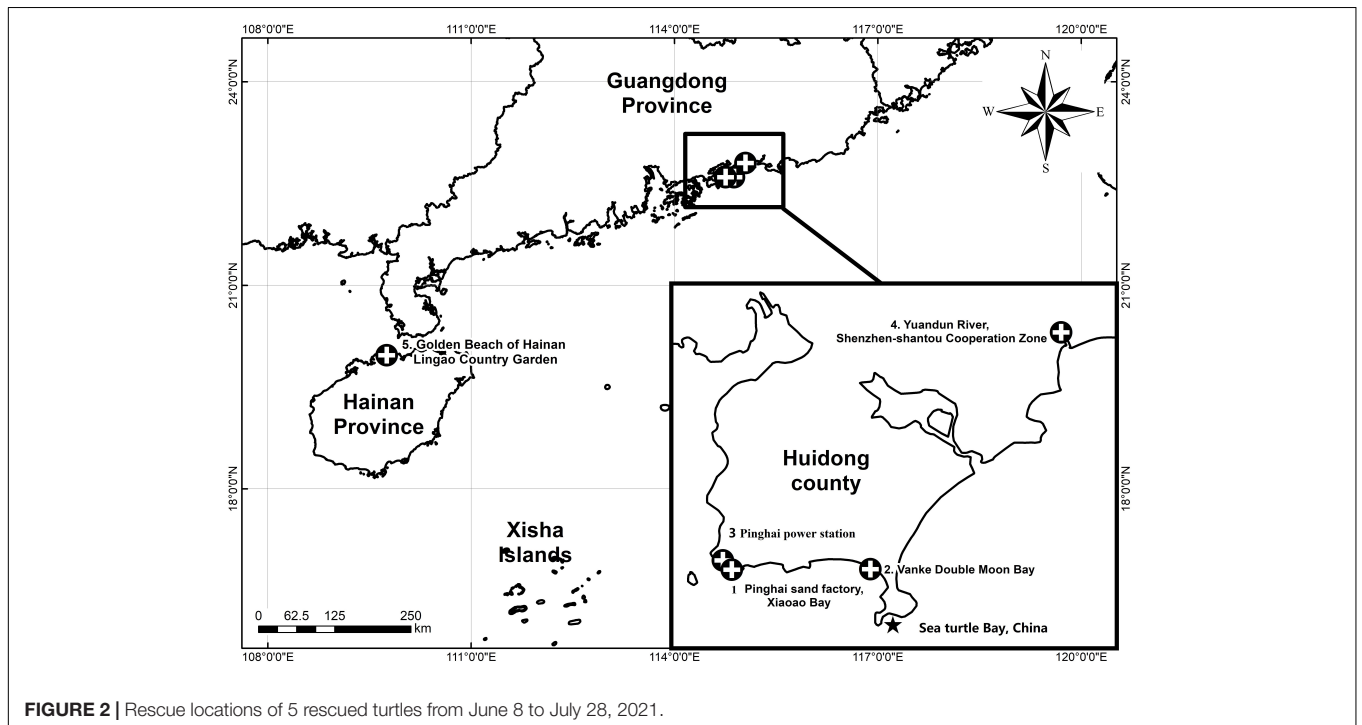 108°0'0"E
111°0'0"E
114°0'0"E
117°0'0"E
120°0'0"E
24°0'0"N
24°0'0"N
Guangdong
Province
N
W
E
S
21°0'0"N
21°0'0"N
5. Golden Beach of Hainan
Lingao Country Garden
Hainan
Province
4. Yuandun River,
Shenzhen-shantou Cooperation Zone
Huidong
county
18°0'0"N
18°0'0"N
Xisha
Islands
3 Pinghai power station
2. Vanke Double Moon Bay
1 Pinghai sand factory,
Xiaoao Bay
Sea turtle Bay, China
0 62.5 125 250
km
108°0'0"E
111°0'0"E
114°0'0"E
117°0'0"E
120°0'0"E
FIGURE 2 | Rescue locations of 5 rescued turtles from June 8 to July 28, 2021.